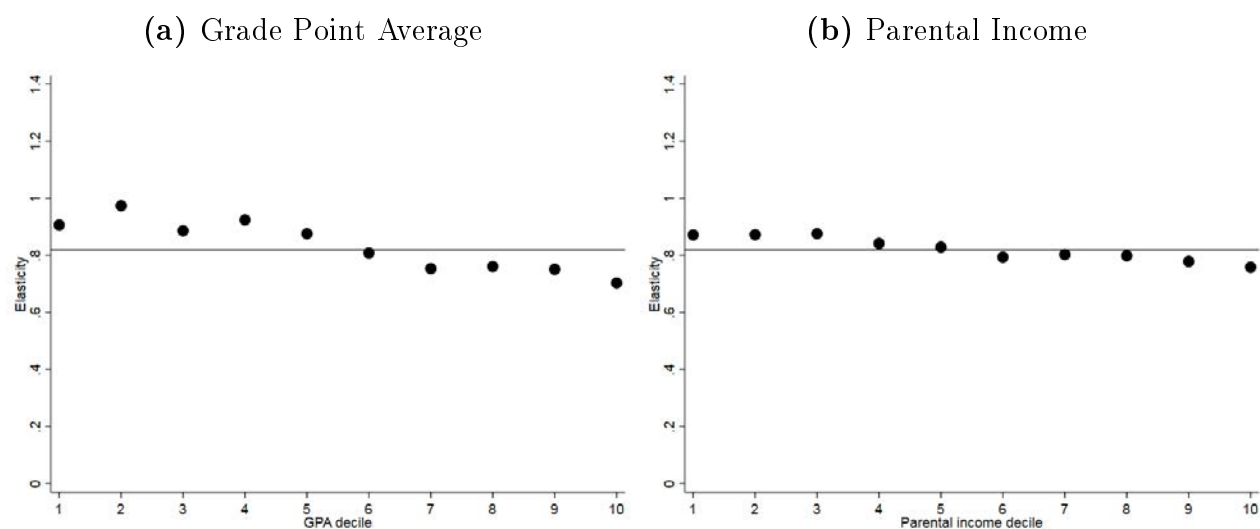 (a) Grade Point Average
1.4
1.2
1
.8
.6
.4
.2
0
Elasticity
1 2 3 4 5 6 7 8 9 10
GPA decile
(b) Parental Income
1.4
1.2
1
.8
.6
.4
.2
0
Elasticity
1 2 3 4 5 6 7 8 9 10
Parental income decile